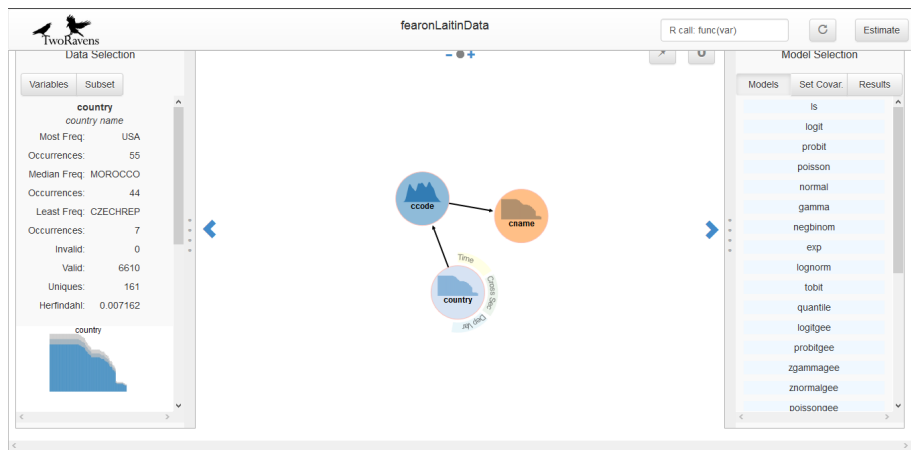 fearonLaitinData
R call: func(var)
Estimate
TwoRavens
Data Selection
Variables Subset
country
country name
Most Freq: USA
Occurrences: 55
Median Freq: MOROCCO
Occurrences: 44
Least Freq: CZECHREP
Occurrences: 7
Invalid: 0
Valid: 6610
Uniques: 161
Herfindahl: 0.007162
country
ccode
cname
Time
Cross Sec
Dep Var
country
Model Selection
Models Set Covar. Results
ls
logit
probit
poisson
normal
gamma
negbinom
exp
lognorm
tobit
quantile
logitgee
probitgee
zgammagee
znormalgee
poissongee